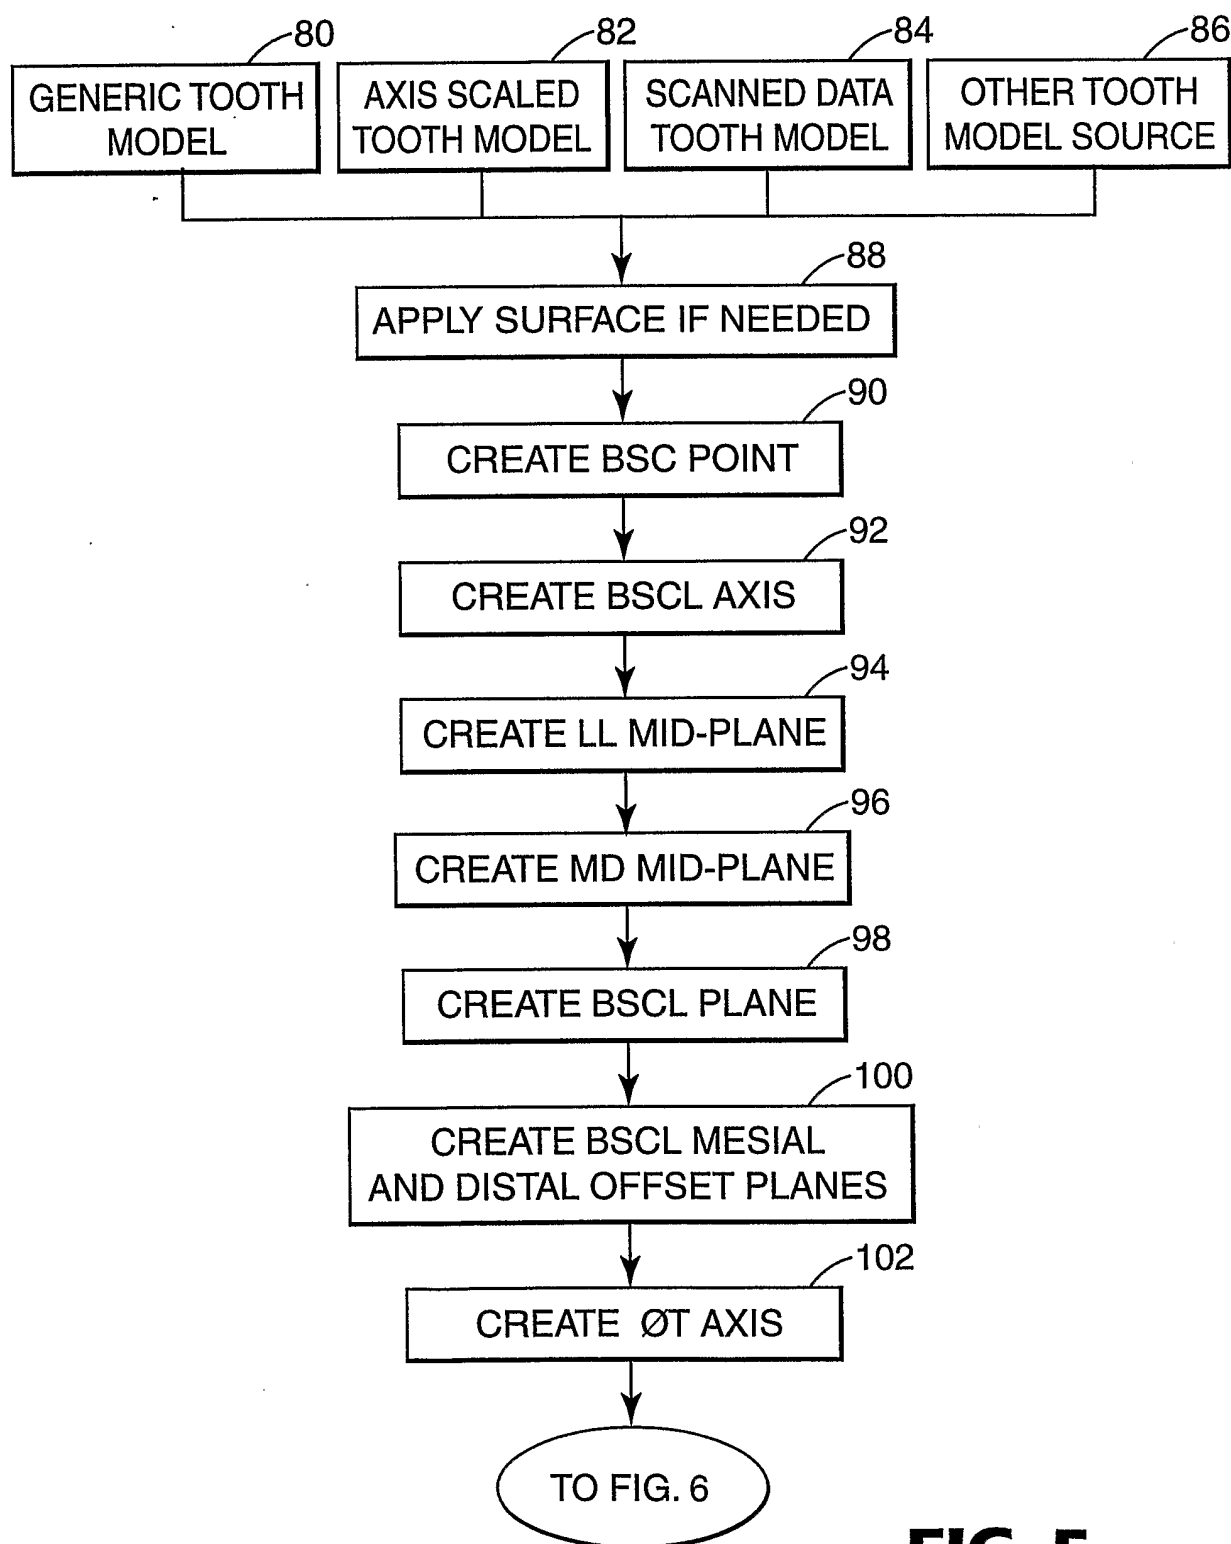 80
82
84
86
GENERIC TOOTH
MODEL
AXIS SCALED
TOOTH MODEL
SCANNED DATA
TOOTH MODEL
OTHER TOOTH
MODEL SOURCE
88
APPLY SURFACE IF NEEDED
90
CREATE BSC POINT
92
CREATE BSCL AXIS
94
CREATE LL MID-PLANE
96
CREATE MD MID-PLANE
98
CREATE BSCL PLANE
100
CREATE BSCL MESIAL
AND DISTAL OFFSET PLANES
102
CREATE ØT AXIS
TO FIG. 6
FIG. 5